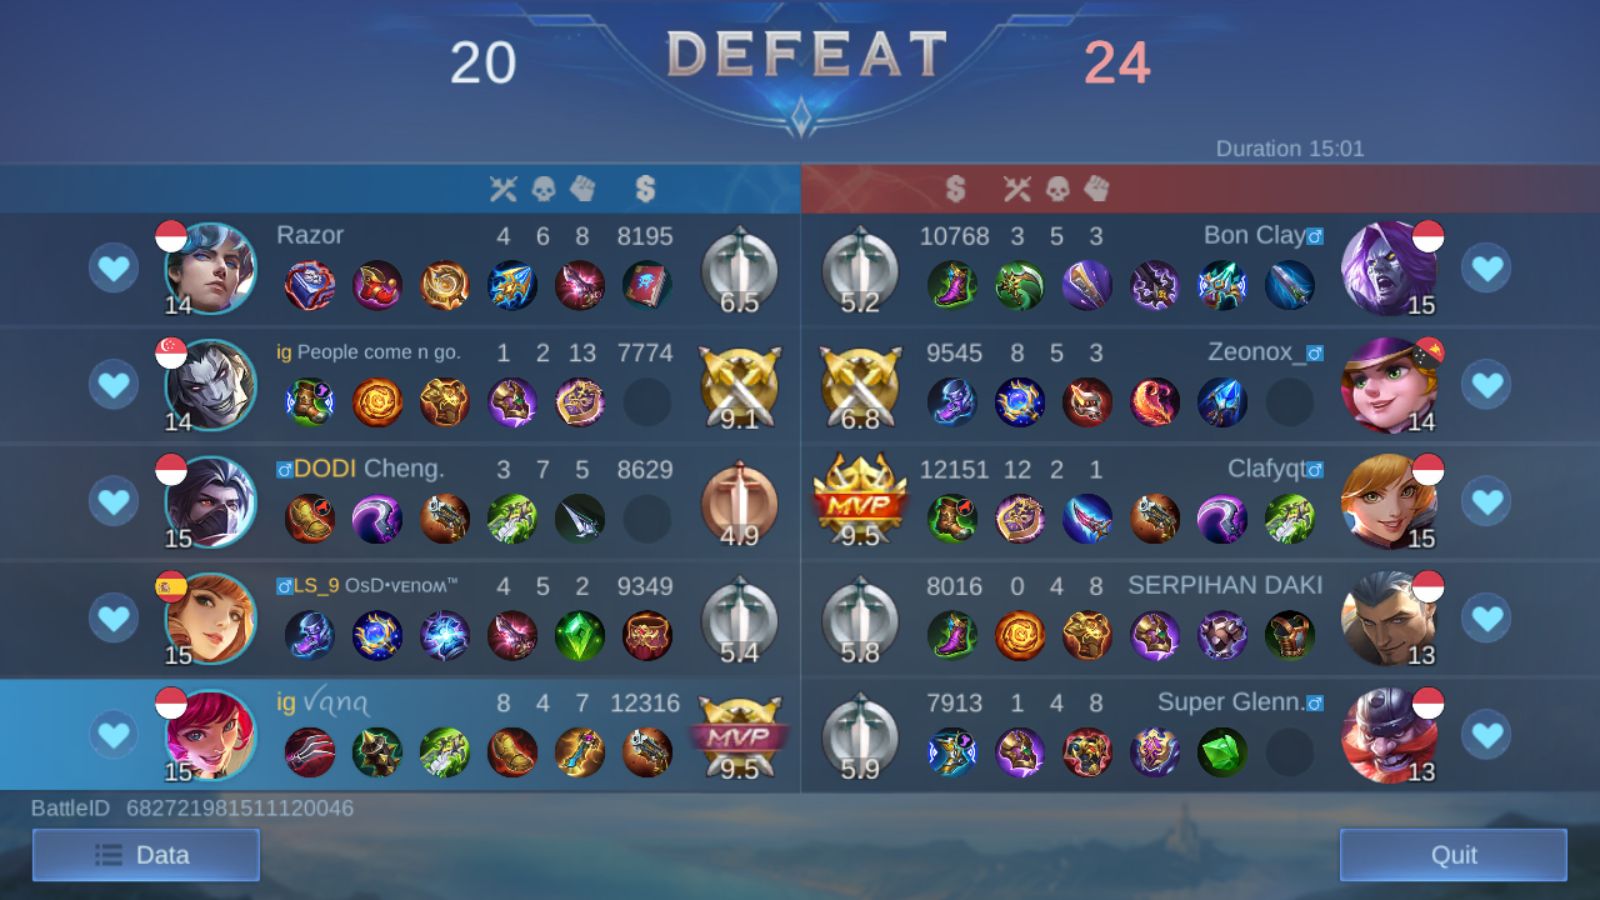 20 DEFEAT 24
Duration 15:01
Razor 4 6 8 8195 6.5
14
5.2 10768 3 5 3 Bon Clay
15
ig People come n go. 1 2 13 7774 9.1
14
6.8 9545 8 5 3 Zeonox_
14
DODI Cheng. 3 7 5 8629 4.9
15
MVP 9.5 12151 12 2 1 Clafyqt
15
LS_9 OsD•vᴇnoм™ 4 5 2 9349 5.4
15
5.8 8016 0 4 8 SERPIHAN DAKI
13
ig Vana 8 4 7 12316 MVP 9.5
15
5.9 7913 1 4 8 Super Glenn.
13
BattleID 682721981511120046
Data
Quit